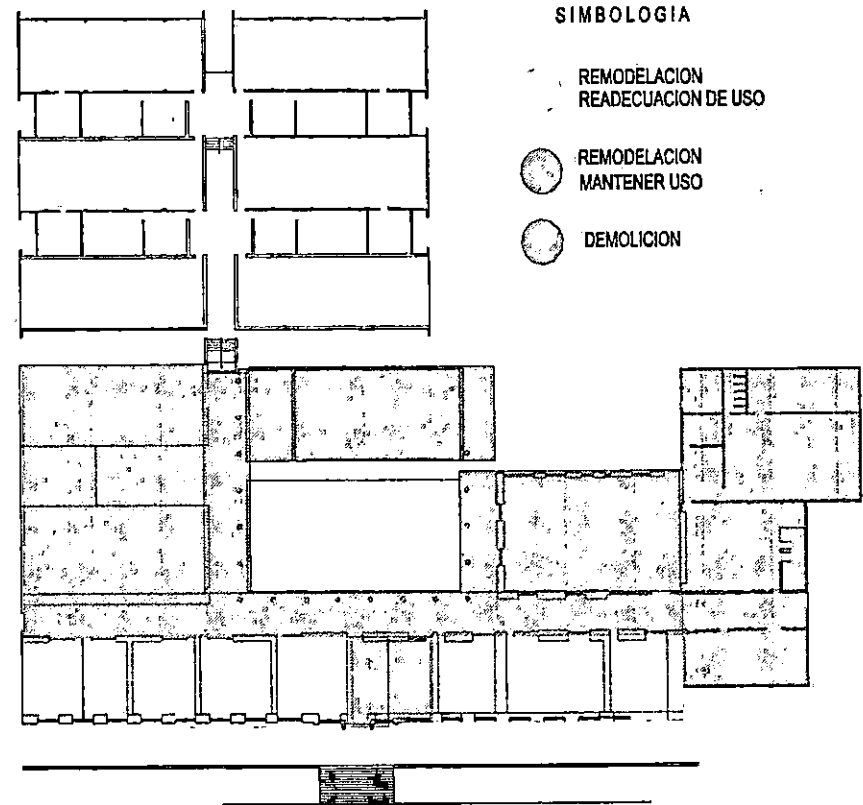 SIMBOLOGIA
REMODELACION
READECUACION DE USO
REMODELACION
MANTENER USO
DEMOLICION